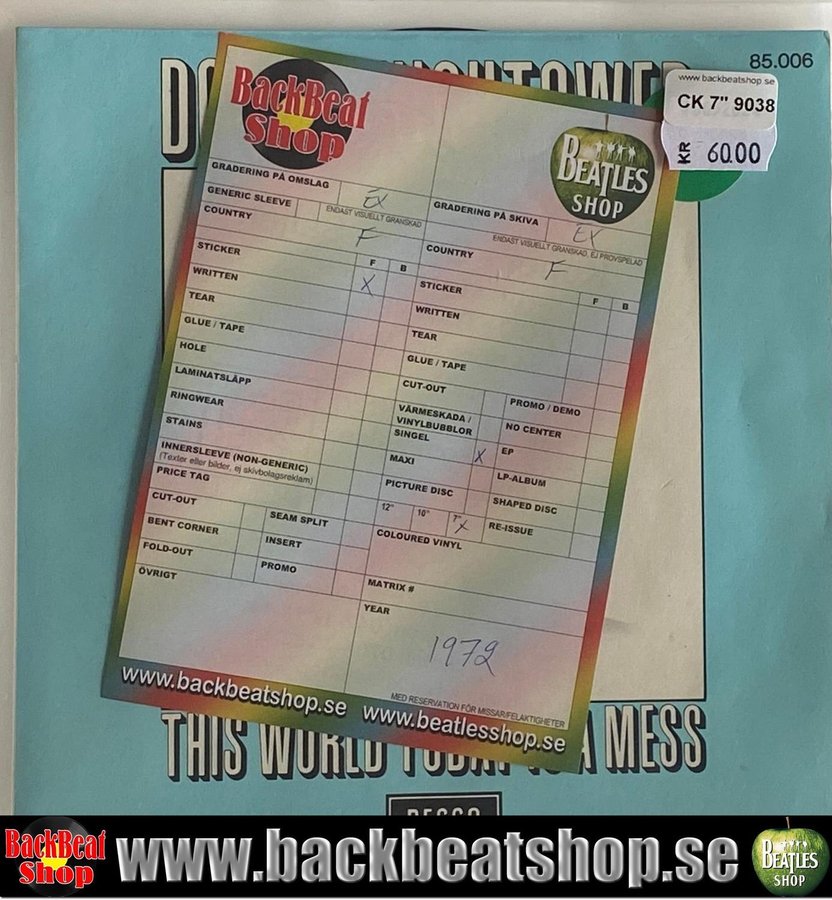 85.006
www.backbeatshop.se
CK 7" 9038
KR 60.00
BackBeat
Shop
BEATLES
SHOP
GRADERING PÅ OMSLAG
EX
GENERIC SLEEVE
ENDAST VISUELLT GRANSKAD
COUNTRY
F
F B
STICKER
WRITTEN
X
TEAR
GLUE / TAPE
HOLE
LAMINATSLÄPP
RINGWEAR
STAINS
INNERSLEEVE (NON-GENERIC)
(Texter eller bilder, ej skivbolagsreklam)
PRICE TAG
CUT-OUT
SEAM SPLIT
BENT CORNER
INSERT
FOLD-OUT
PROMO
ÖVRIGT
GRADERING PÅ SKIVA
EX
ENDAST VISUELLT GRANSKAD, EJ PROVSPELAD
COUNTRY
F
F B
STICKER
WRITTEN
TEAR
GLUE / TAPE
CUT-OUT
PROMO / DEMO
VÄRMESKADA /
VINYLBUBBLOR
NO CENTER
SINGEL
X
EP
MAXI
LP-ALBUM
PICTURE DISC
SHAPED DISC
12" 10" 7"
X
RE-ISSUE
COLOURED VINYL
MATRIX #
YEAR
1972
MED RESERVATION FÖR MISSAR/FELAKTIGHETER
www.backbeatshop.se www.beatlesshop.se
THIS WORLD TODAY IS A MESS
DECCA
BackBeat
Shop
www.backbeatshop.se
BEATLES
SHOP